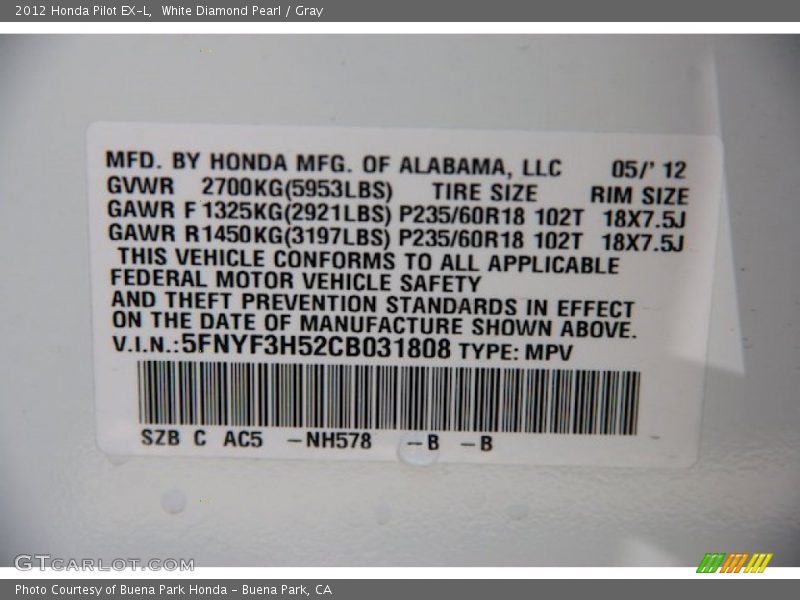 2012 Honda Pilot EX-L, White Diamond Pearl / Gray
MFD. BY HONDA MFG. OF ALABAMA, LLC 05/' 12
GVWR 2700KG(5953LBS) TIRE SIZE RIM SIZE
GAWR F 1325KG(2921LBS) P235/60R18 102T 18X7.5J
GAWR R 1450KG(3197LBS) P235/60R18 102T 18X7.5J
THIS VEHICLE CONFORMS TO ALL APPLICABLE
FEDERAL MOTOR VEHICLE SAFETY
AND THEFT PREVENTION STANDARDS IN EFFECT
ON THE DATE OF MANUFACTURE SHOWN ABOVE.
V.I.N.:5FNYF3H52CB031808 TYPE: MPV
SZB C AC5 -NH578 -B -B
GTCARLOT.COM
Photo Courtesy of Buena Park Honda - Buena Park, CA